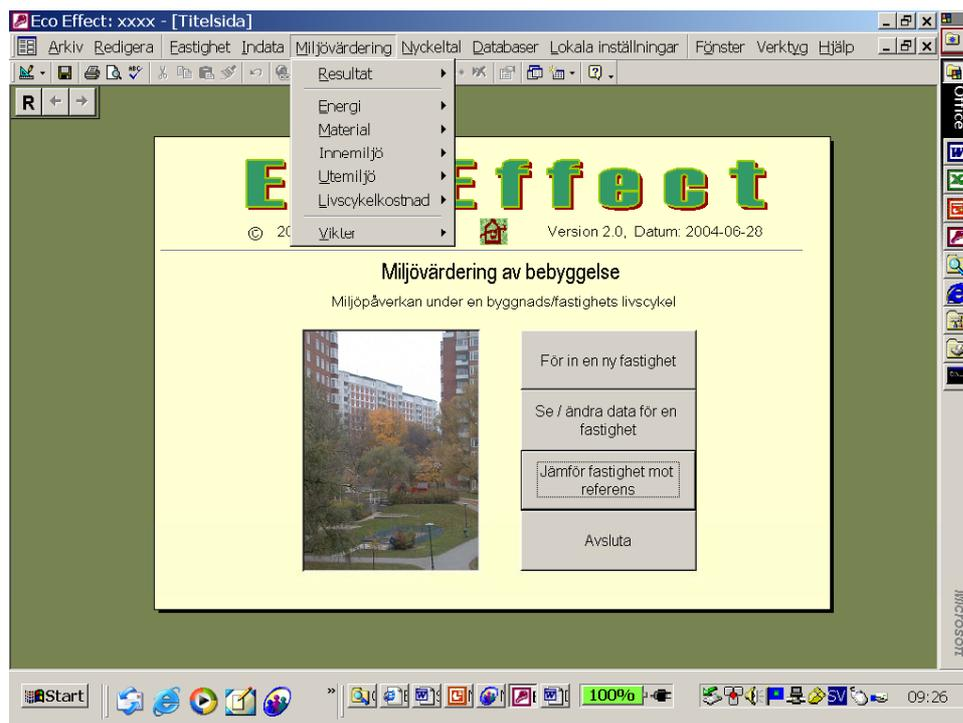 Eco Effect: xxxx - [Titelsida]
Arkiv Redigera Fastighet Indata Miljövärdering Nyckeltal Databaser Lokala inställningar Fönster Verktyg Hjälp
Resultat
Energi
Material
Innemiljö
Utemiljö
Livscykelkostnad
Vikter
R
Office
E Effect
© 20 Version 2.0, Datum: 2004-06-28
Miljövärdering av bebyggelse
Miljöpåverkan under en byggnads/fastighets livscykel
För in en ny fastighet
Se / ändra data för en
fastighet
Jämför fastighet mot
referens
Avsluta
Microsoft
Start
100%
SV
09:26